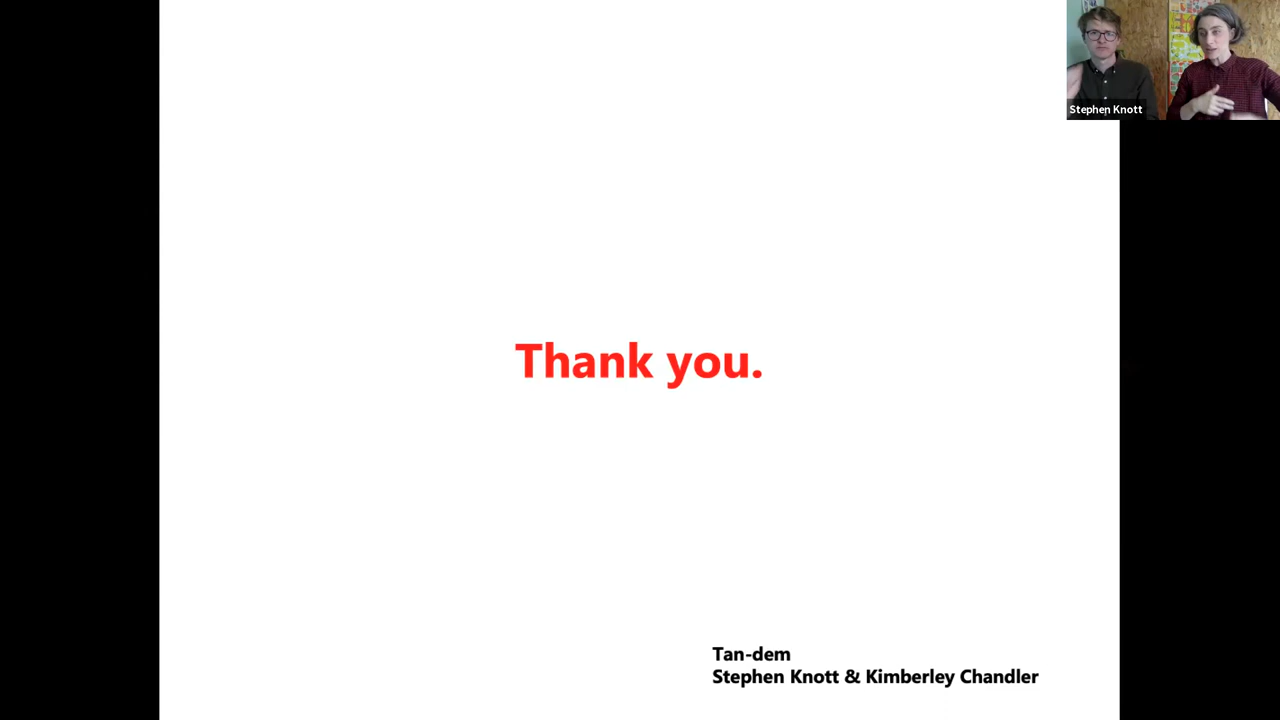 Stephen Knott
Thank you.
Tan-dem
Stephen Knott & Kimberley Chandler